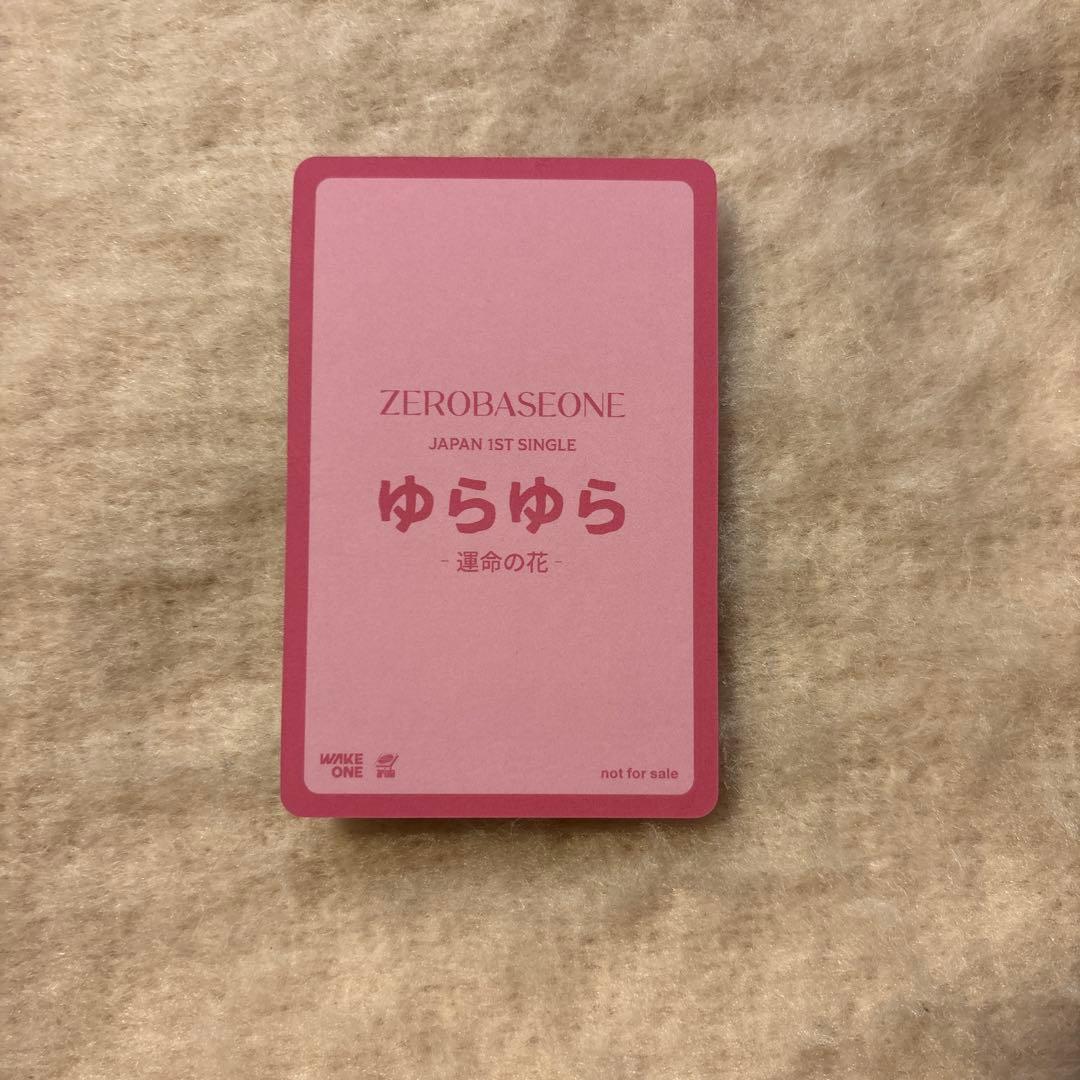 ZEROBASEONE
JAPAN 1ST SINGLE
ゆらゆら
- 運命の花 -
WAKE
ONE
not for sale